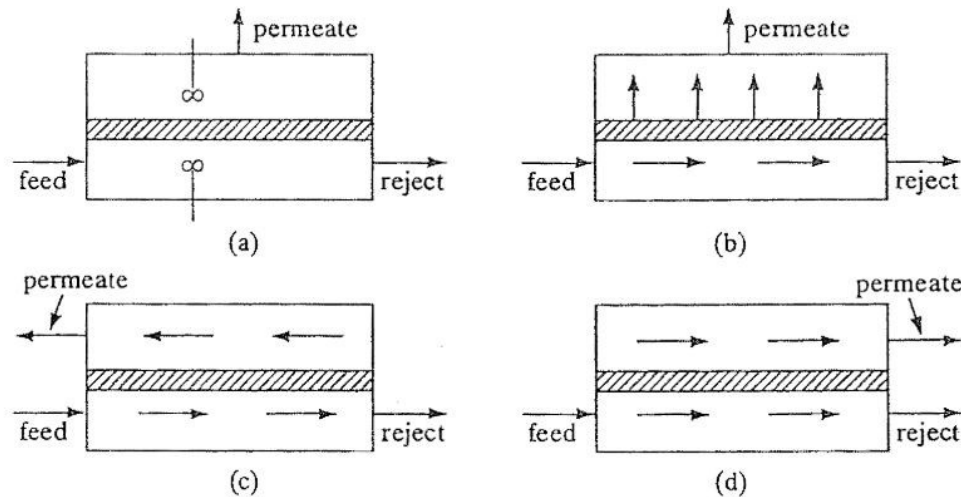 permeate
feed
reject
(a)
permeate
feed
reject
(b)
permeate
feed
reject
(c)
permeate
feed
reject
(d)